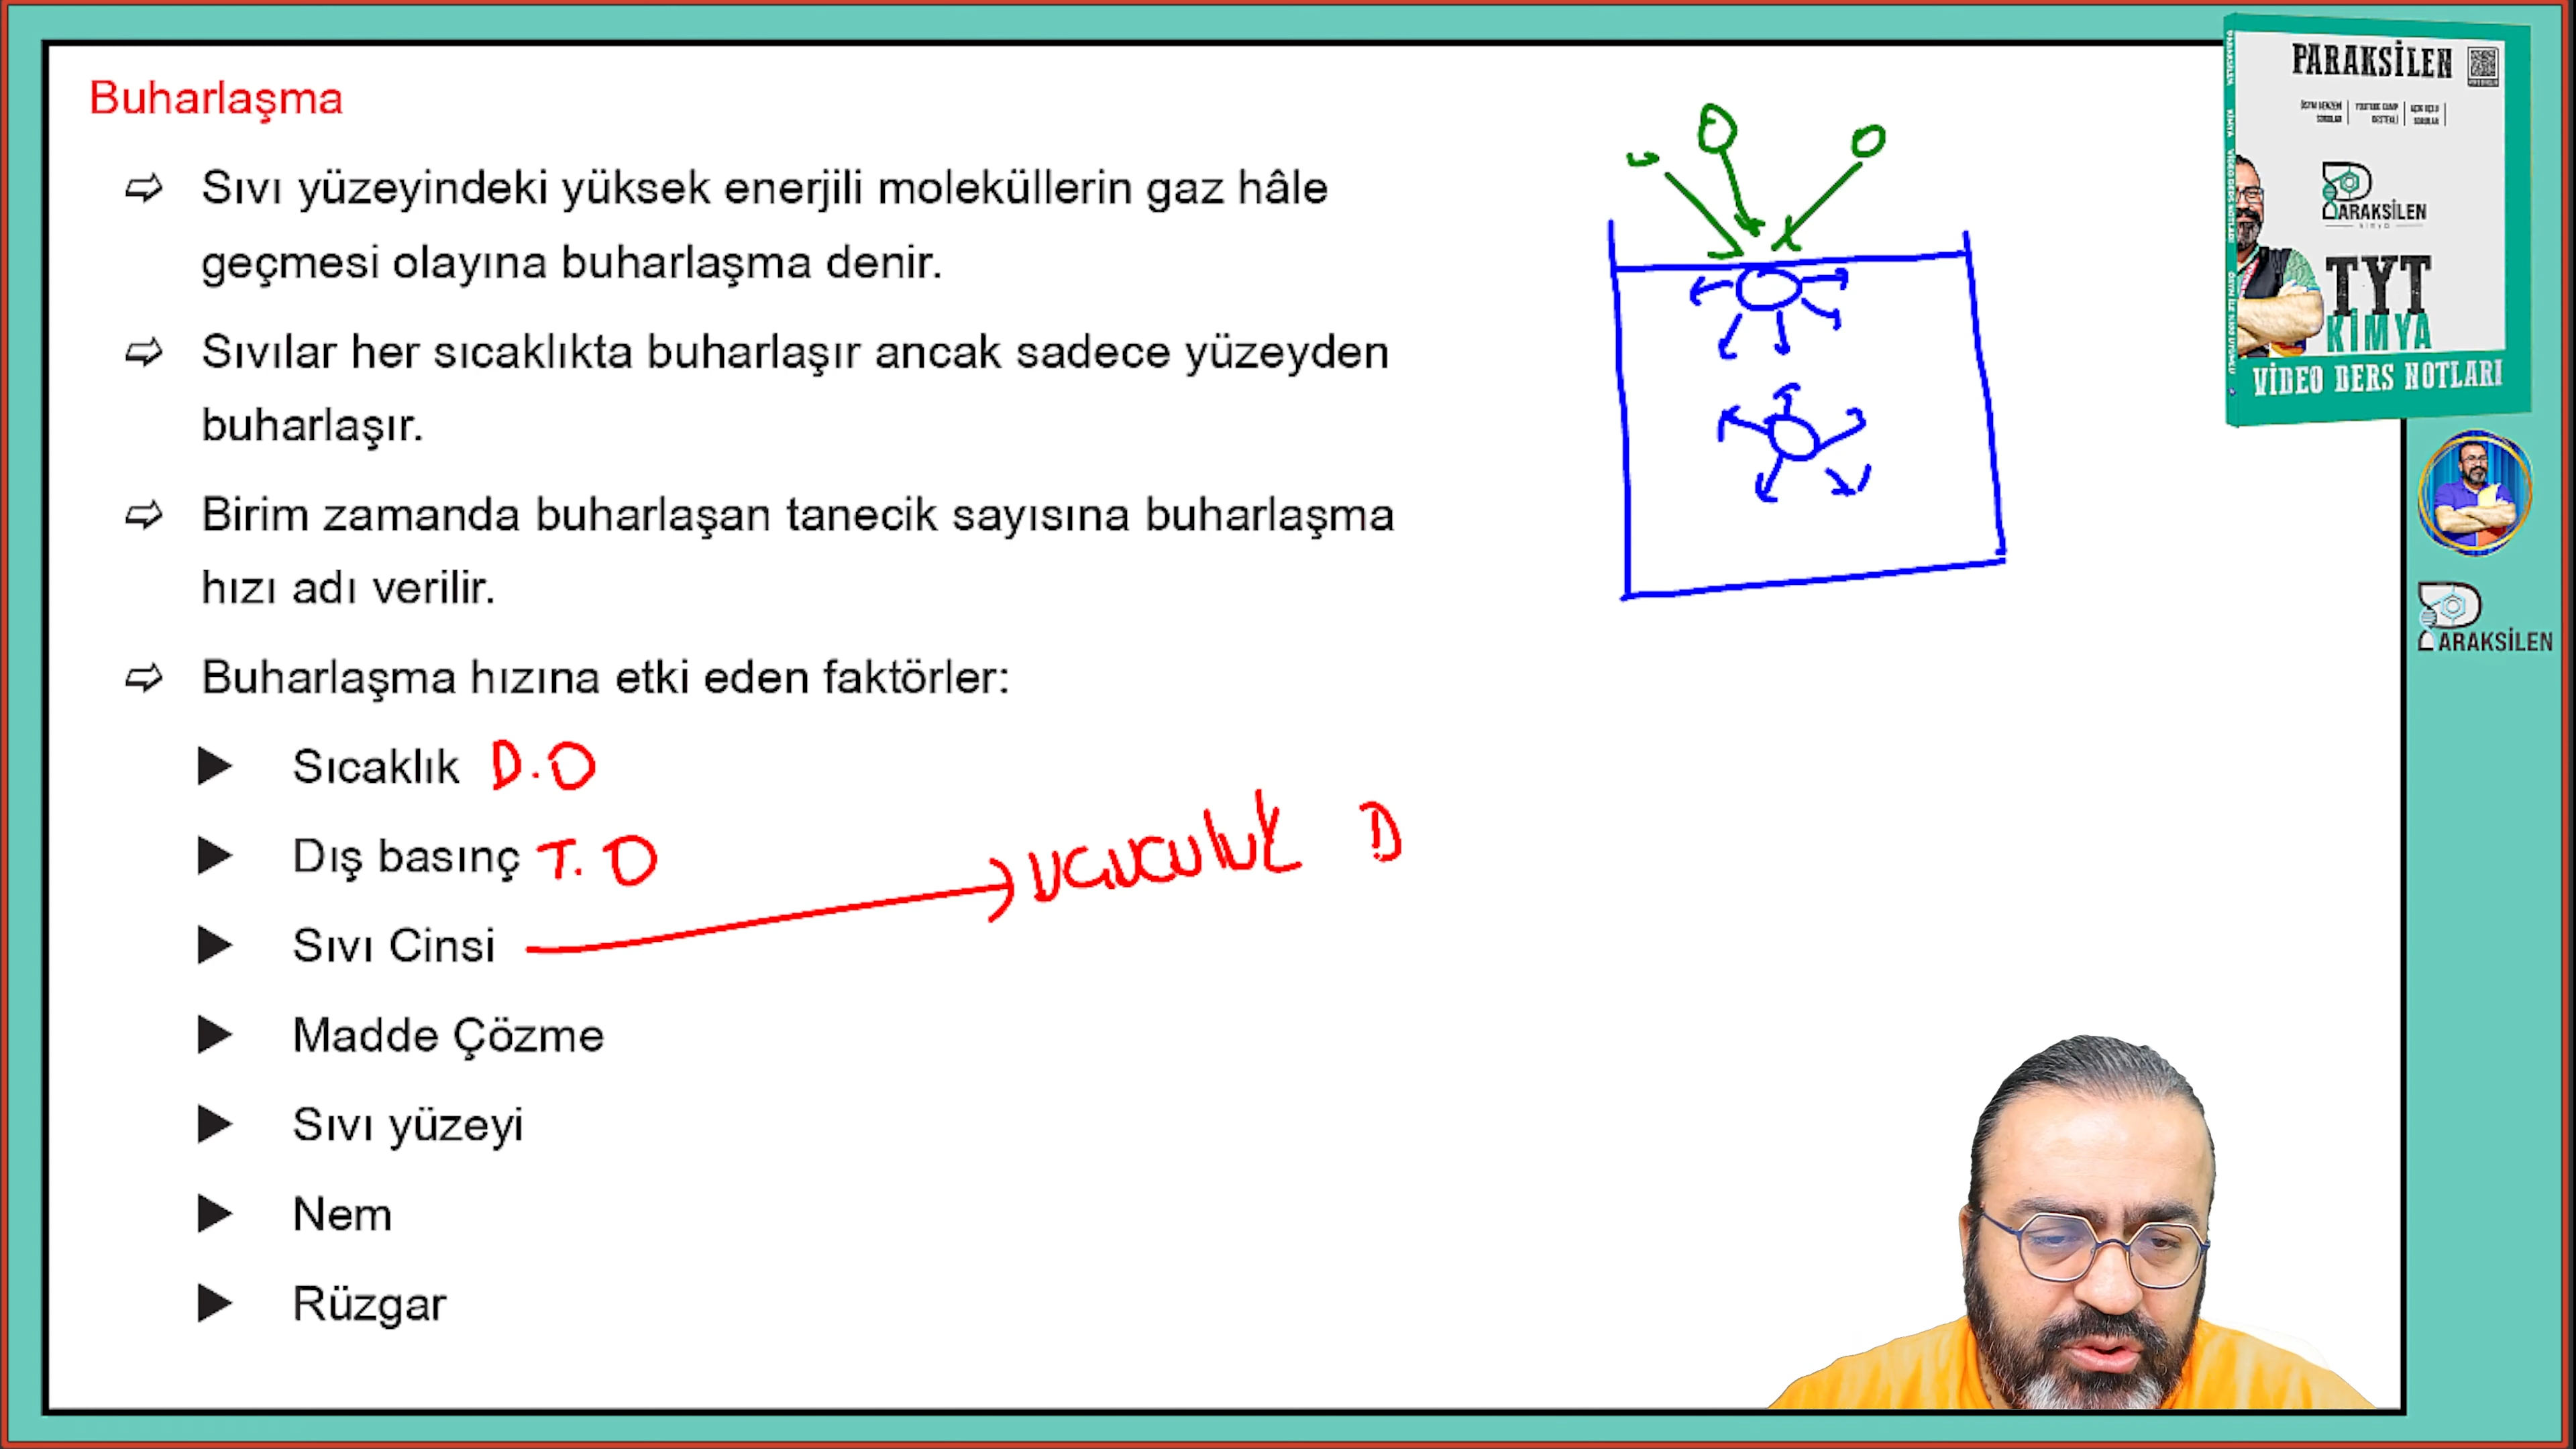 Buharlaşma
⇨ Sıvı yüzeyindeki yüksek enerjili moleküllerin gaz hâle
geçmesi olayına buharlaşma denir.
⇨ Sıvılar her sıcaklıkta buharlaşır ancak sadece yüzeyden
buharlaşır.
⇨ Birim zamanda buharlaşan tanecik sayısına buharlaşma
hızı adı verilir.
⇨ Buharlaşma hızına etki eden faktörler:
▶ Sıcaklık D.O
▶ Dış basınç T.O
▶ Sıvı Cinsi → uçuculuk D
▶ Madde Çözme
▶ Sıvı yüzeyi
▶ Nem
▶ Rüzgar
PARAKSİLEN
PARAKSİLEN
TYT
KİMYA
VİDEO DERS NOTLARI
PARAKSİLEN